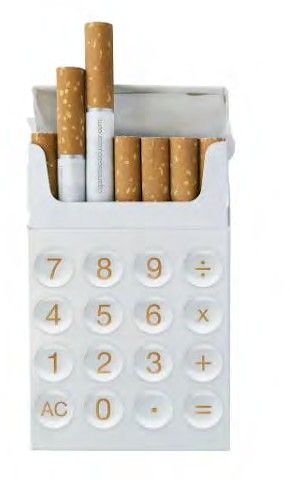 7 8 9 ÷
4 5 6 x
1 2 3 +
AC 0 . =